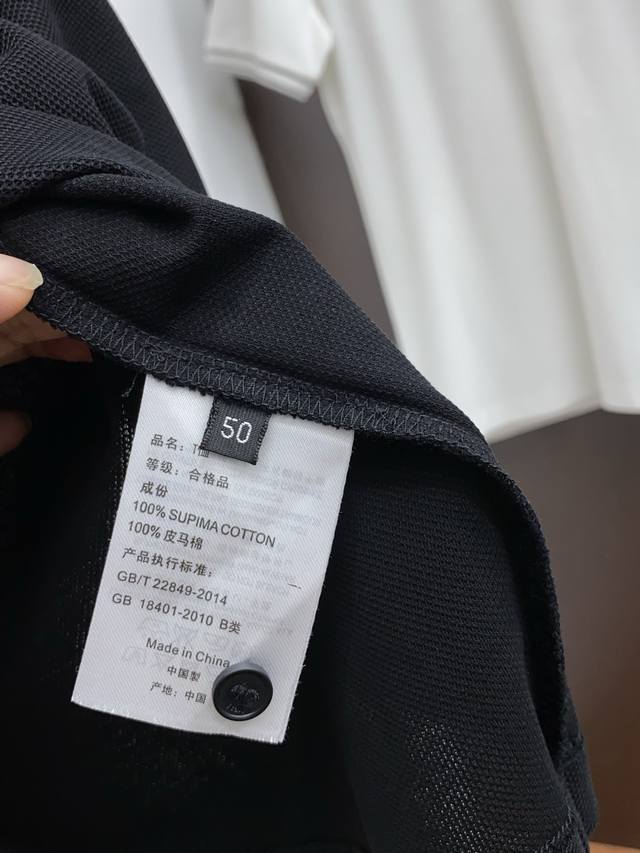 50
品名：T恤
等级：合格品
成份
100% SUPIMA COTTON
100% 皮马棉
产品执行标准：
GB/T 22849-2014
GB 18401-2010 B类
Made in China
中国製
产地：中国